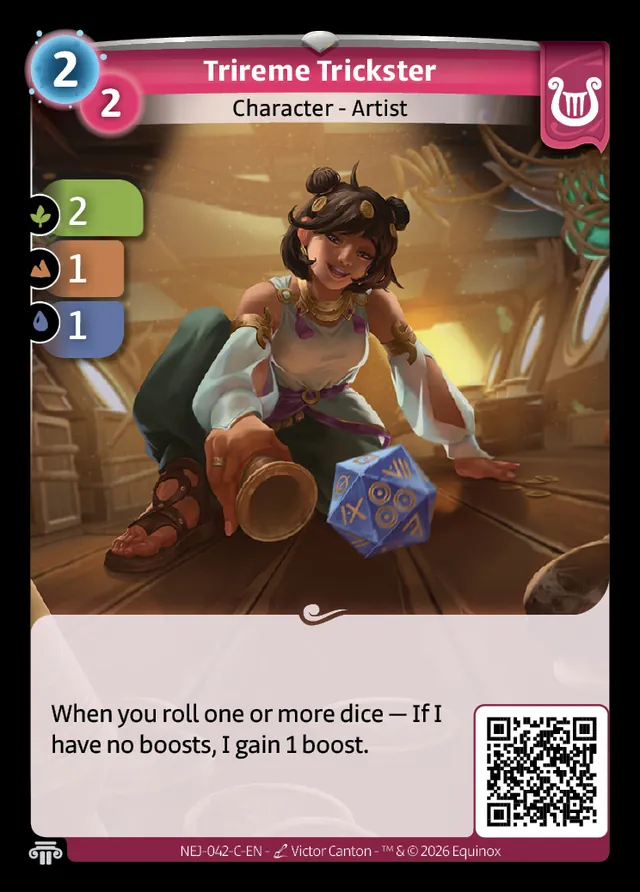 2
Trireme Trickster
2
Character - Artist
2
1
1
When you roll one or more dice — If I
have no boosts, I gain 1 boost.
NEJ-042-C-EN - Victor Canton - ™ & © 2026 Equinox